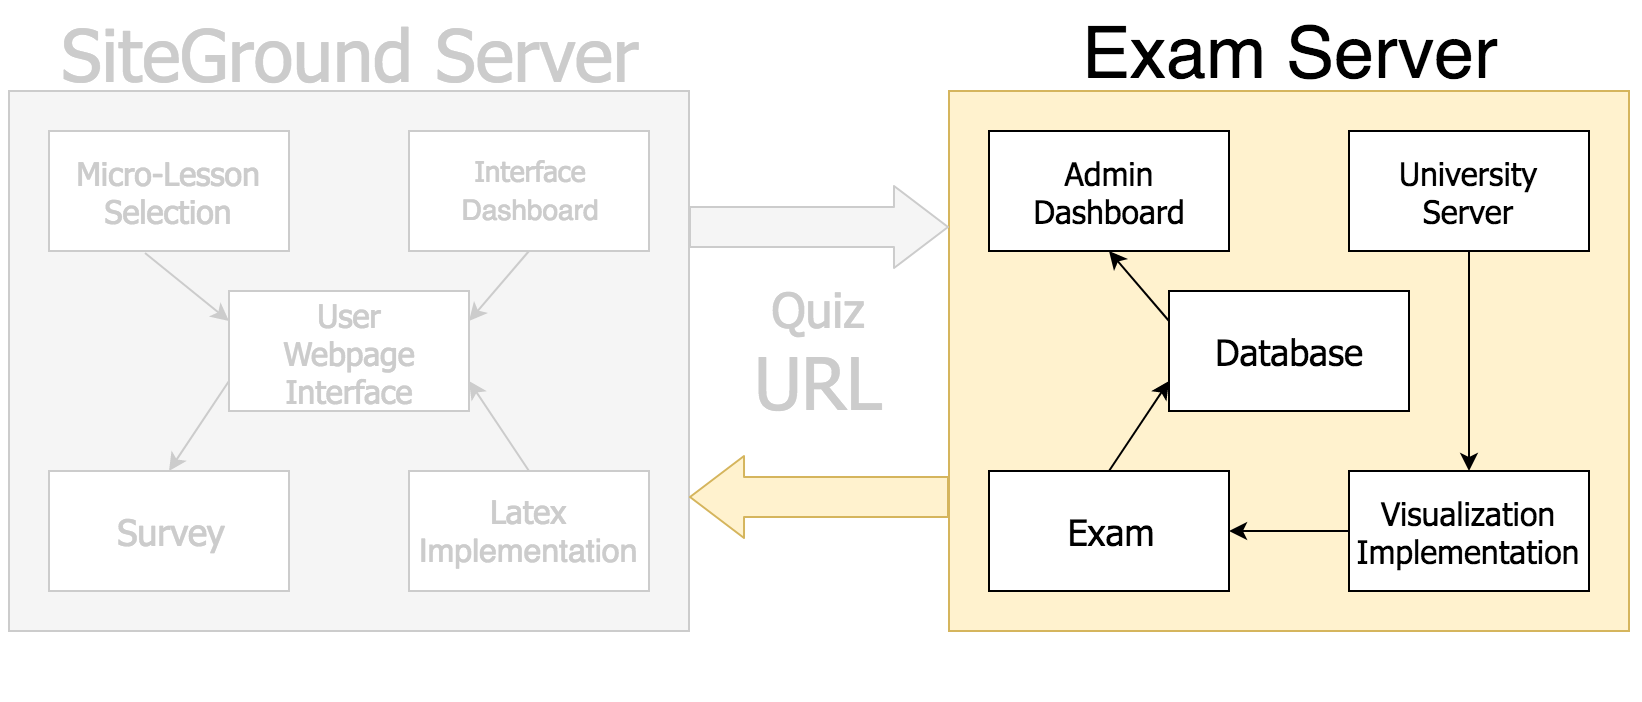 SiteGround Server
Micro-Lesson
Selection
Interface
Dashboard
User
Webpage
Interface
Survey
Latex
Implementation
Quiz
URL
Exam Server
Admin
Dashboard
University
Server
Database
Exam
Visualization
Implementation